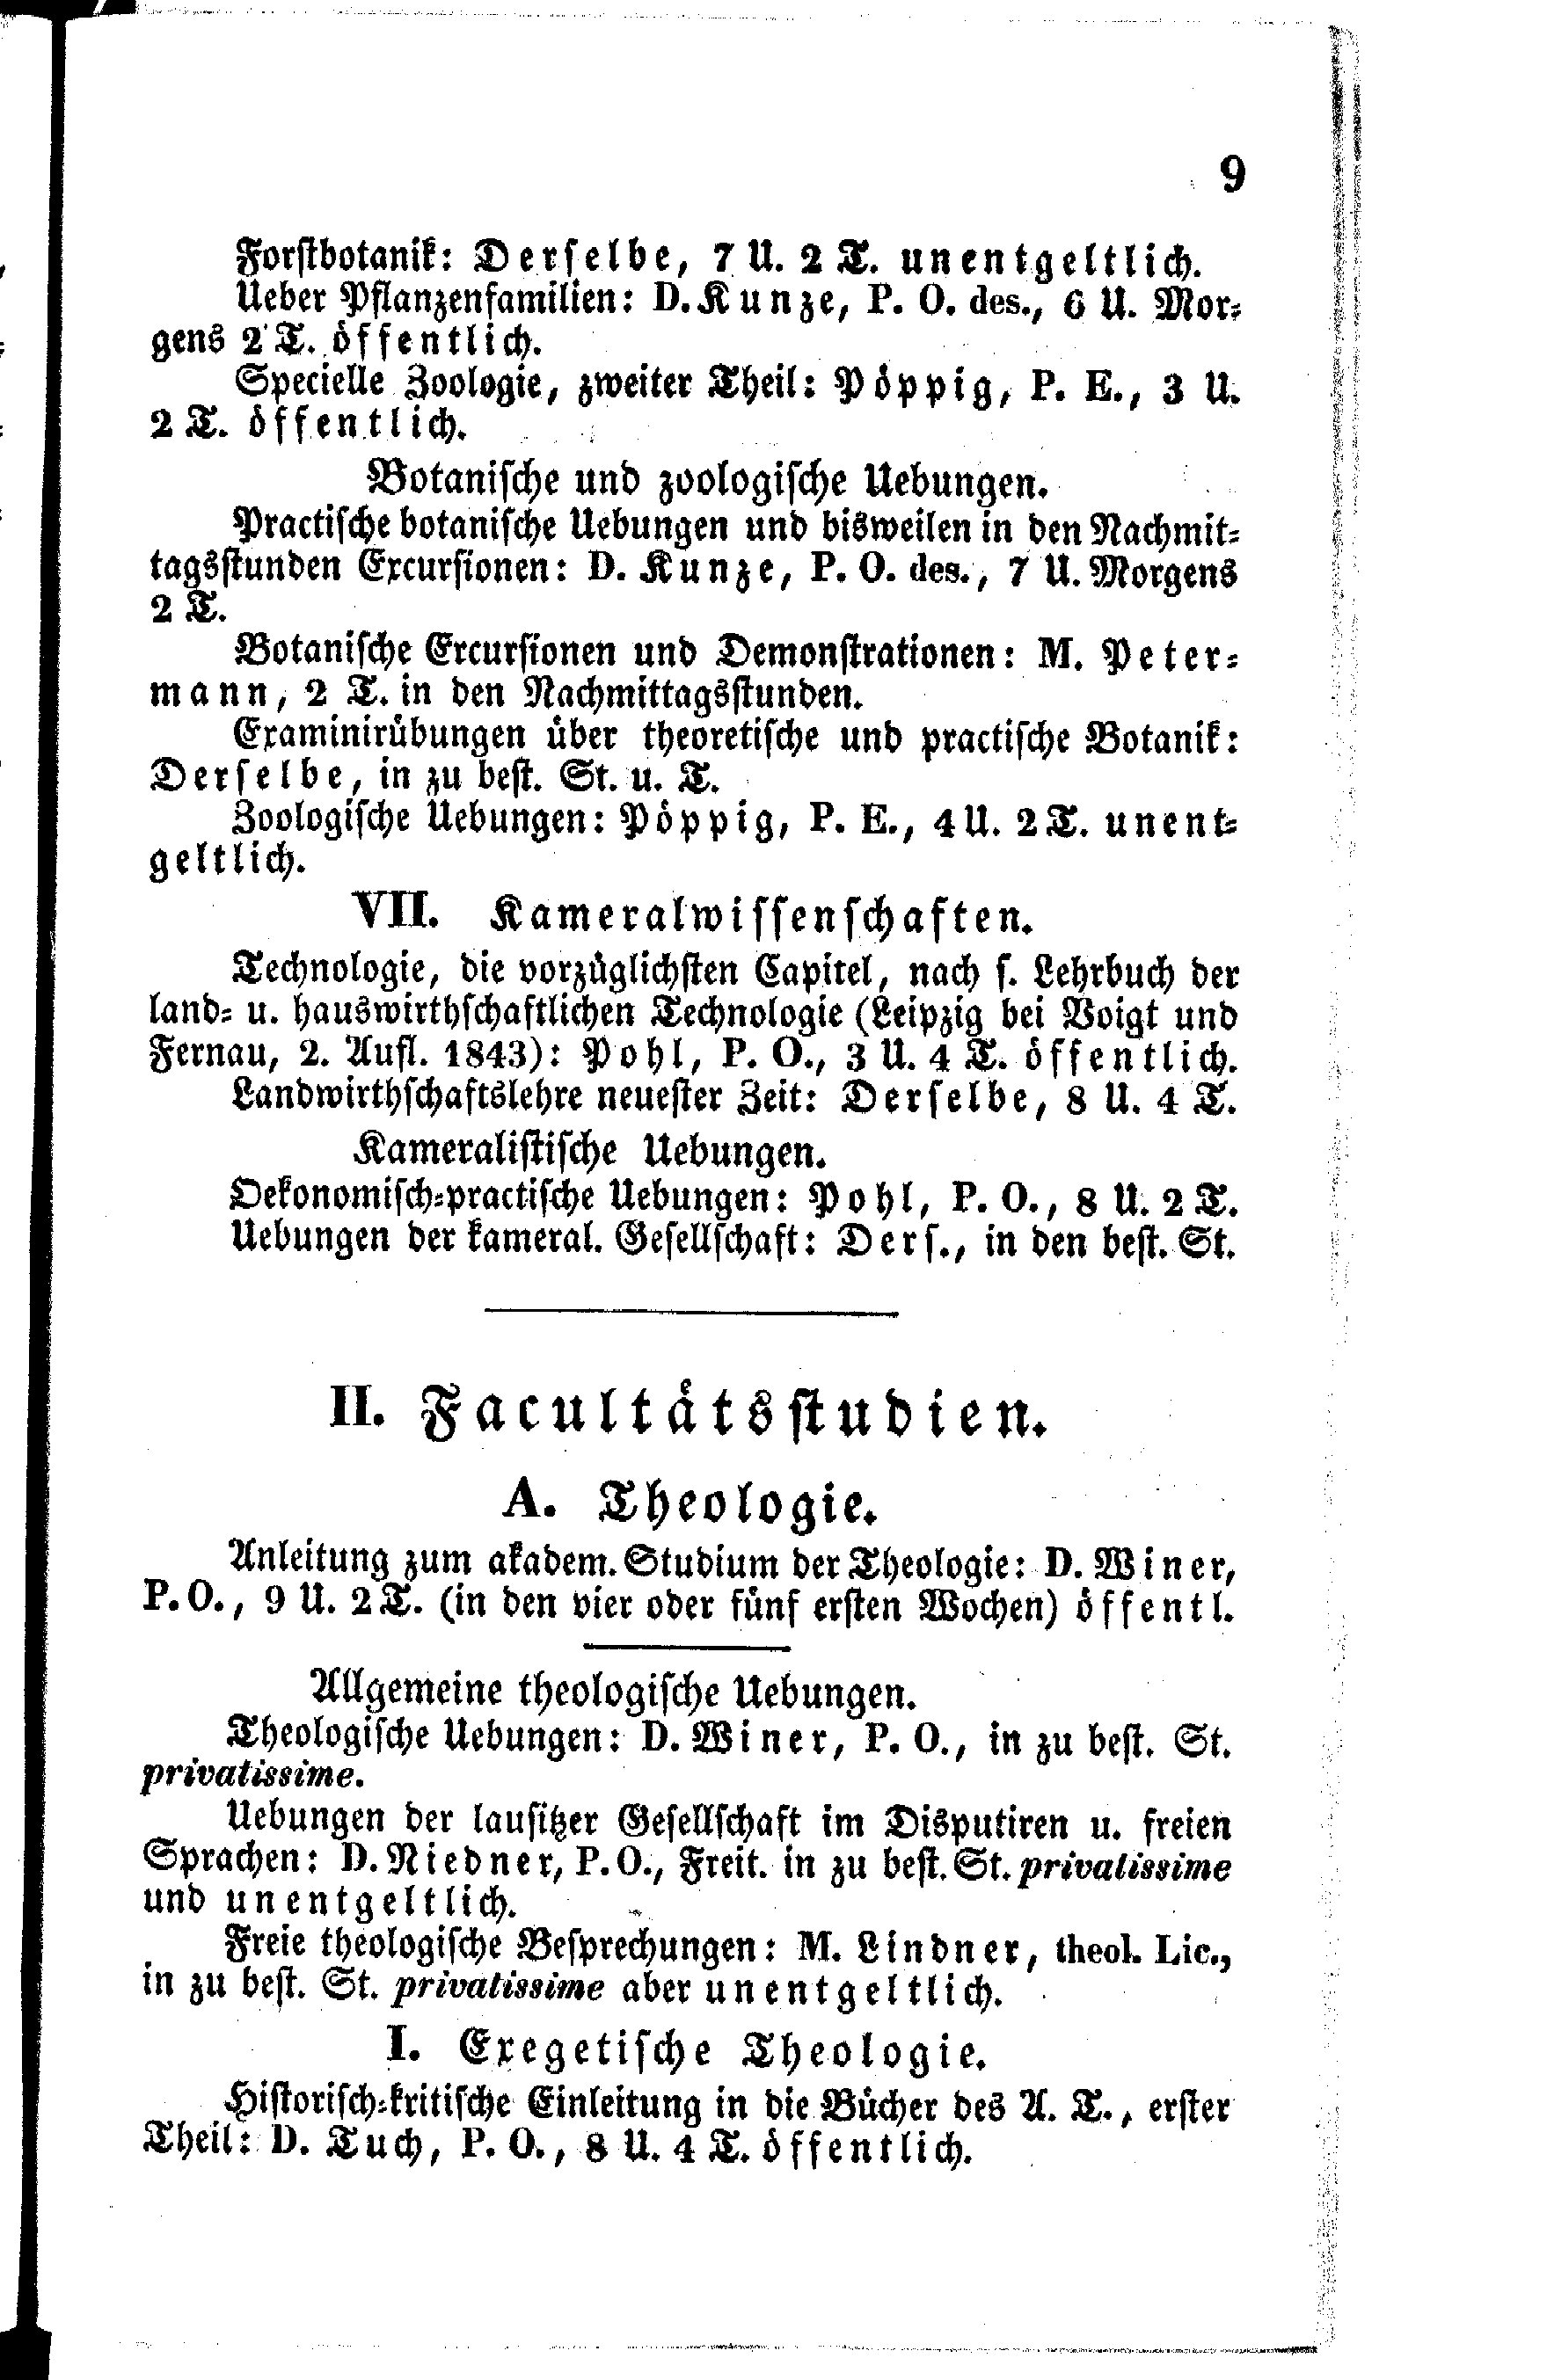 9
Forstbotanik: Derselbe, 7 U. 2 T. unentgeltlich.
Ueber Pflanzenfamilien: D. Kunze, P. O. des., 6 U. Mor-
gens 2 T. öffentlich.
Specielle Zoologie, zweiter Theil: Pöppig, P. E., 3 U.
2 T. öffentlich.
Botanische und zoologische Uebungen.
Practische botanische Uebungen und bisweilen in den Nachmit-
tagsstunden Excursionen: D. Kunze, P. O. des., 7 U. Morgens
2 T.
Botanische Excursionen und Demonstrationen: M. Peter-
mann, 2 T. in den Nachmittagsstunden.
Examinirübungen über theoretische und practische Botanik:
Derselbe, in zu best. St. u. T.
Zoologische Uebungen: Pöppig, P. E., 4 U. 2 T. unent-
geltlich.
VII. Kameralwissenschaften.
Technologie, die vorzüglichsten Capitel, nach s. Lehrbuch der
land- u. hauswirthschaftlichen Technologie (Leipzig bei Voigt und
Fernau, 2. Aufl. 1843): Pohl, P. O., 3 U. 4 T. öffentlich.
Landwirthschaftslehre neuester Zeit: Derselbe, 8 U. 4 T.
Kameralistische Uebungen.
Oekonomisch-practische Uebungen: Pohl, P. O., 8 U. 2 T.
Uebungen der kameral. Gesellschaft: Ders., in den best. St.
II. Facultätsstudien.
A. Theologie.
Anleitung zum akadem. Studium der Theologie: D. Winer,
P. O., 9 U. 2 T. (in den vier oder fünf ersten Wochen) öffentl.
Allgemeine theologische Uebungen.
Theologische Uebungen: D. Winer, P. O., in zu best. St.
privatissime.
Uebungen der lausitzer Gesellschaft im Disputiren u. freien
Sprachen: D. Niedner, P. O., Freit. in zu best. St. privatissime
und unentgeltlich.
Freie theologische Besprechungen: M. Lindner, theol. Lic.,
in zu best. St. privatissime aber unentgeltlich.
I. Exegetische Theologie.
Historisch-kritische Einleitung in die Bücher des A. T., erster
Theil: D. Tuch, P. O., 8 U. 4 T. öffentlich.